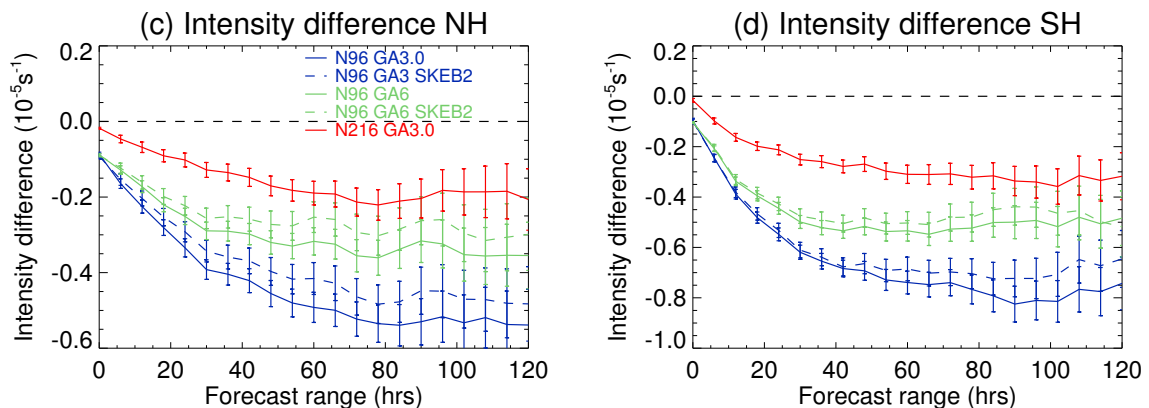 (c) Intensity difference NH
0.2
0.0
-0.2
-0.4
-0.6
Intensity difference (10⁻⁵s⁻¹)
N96 GA3.0
N96 GA3 SKEB2
N96 GA6
N96 GA6 SKEB2
N216 GA3.0
0 20 40 60 80 100 120
Forecast range (hrs)
(d) Intensity difference SH
0.2
0.0
-0.2
-0.4
-0.6
-0.8
-1.0
Intensity difference (10⁻⁵s⁻¹)
0 20 40 60 80 100 120
Forecast range (hrs)